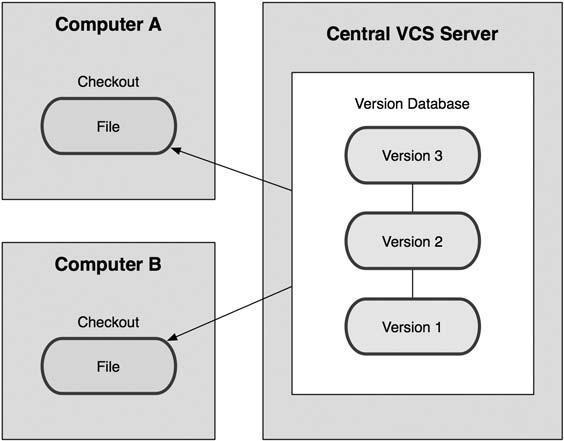 Computer A
Checkout
File
Computer B
Checkout
File
Central VCS Server
Version Database
Version 3
Version 2
Version 1